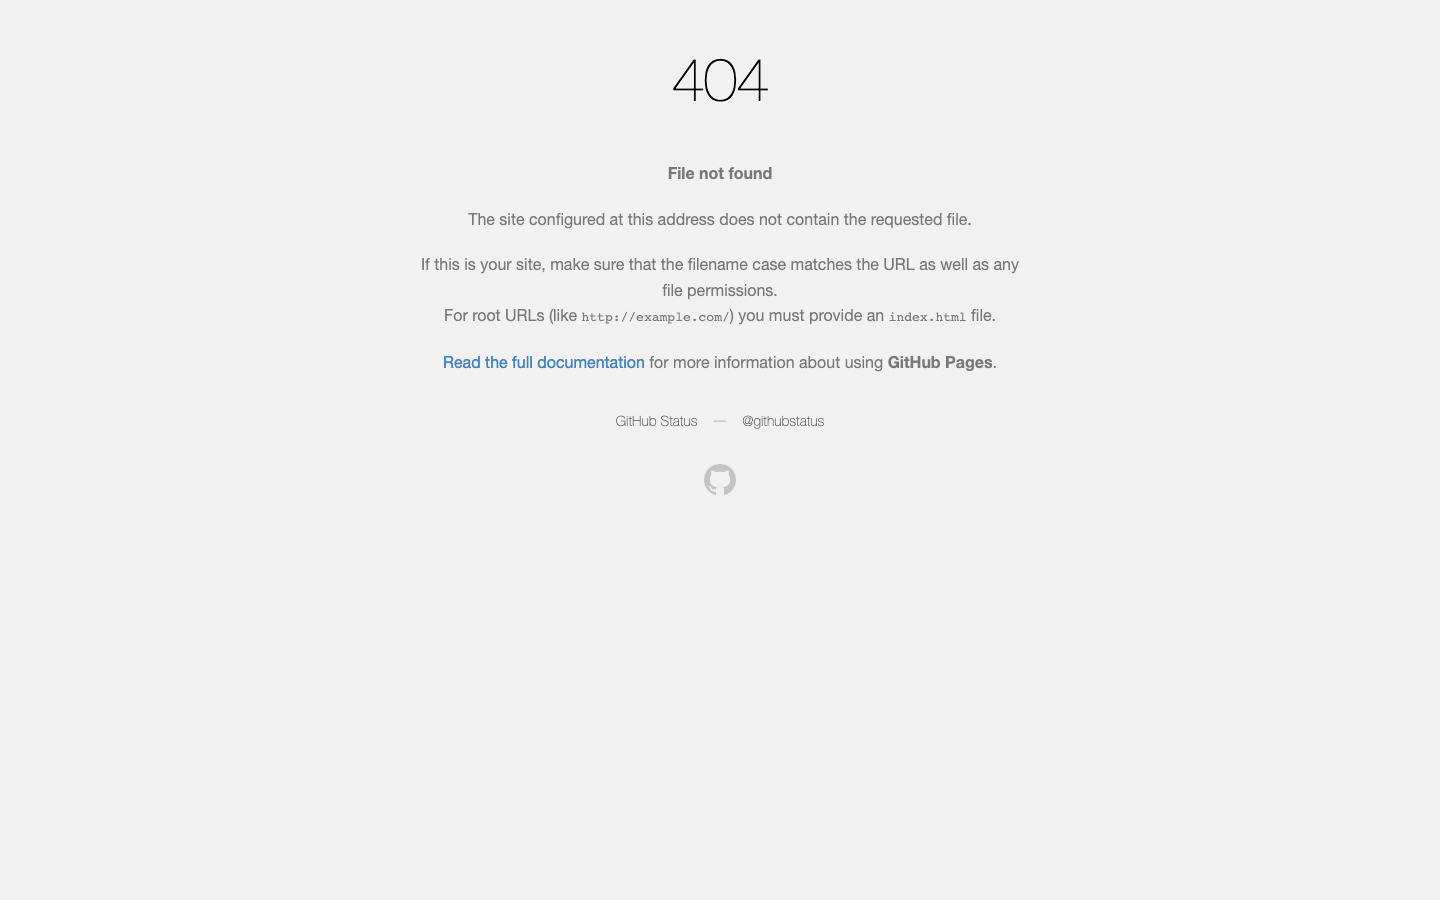 404
File not found
The site configured at this address does not contain the requested file.
If this is your site, make sure that the filename case matches the URL as well as any
file permissions.
For root URLs (like http://example.com/) you must provide an index.html file.
Read the full documentation for more information about using GitHub Pages.
GitHub Status — @githubstatus